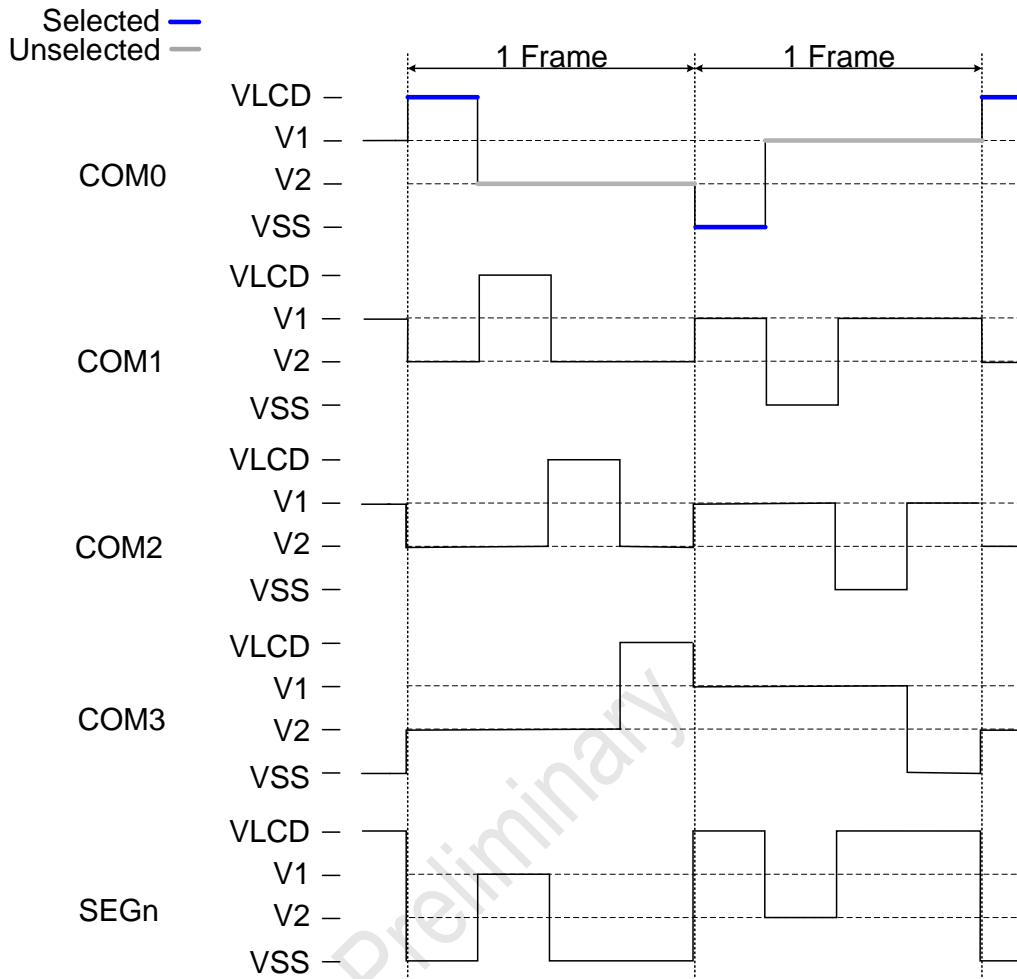 Selected
Unselected
1 Frame 1 Frame
VLCD
V1
COM0
V2
VSS
VLCD
V1
COM1
V2
VSS
VLCD
V1
COM2
V2
VSS
VLCD
V1
COM3
V2
VSS
VLCD
V1
SEGn
V2
VSS
Preliminary